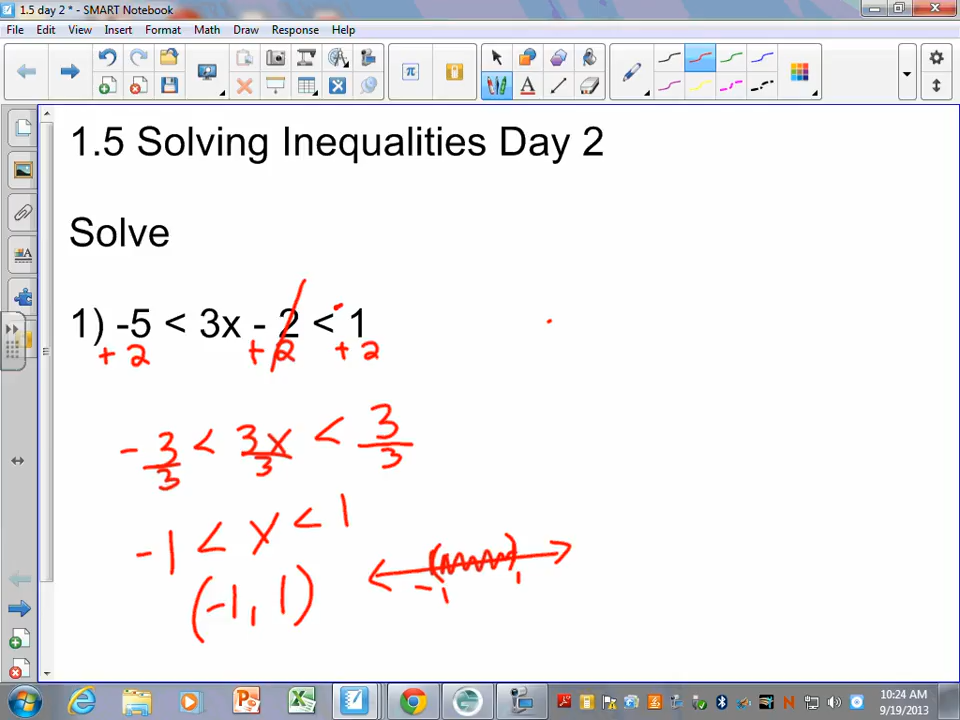 1.5 day 2 * - SMART Notebook
File Edit View Insert Format Math Draw Response Help
1.5 Solving Inequalities Day 2
Solve
1) -5 < 3x - 2 < 1
+ 2 + 2 + 2
- 3 < 3x < 3
3 3 3
-1 < x < 1
(-1, 1)
-1 1
10:24 AM
9/19/2013